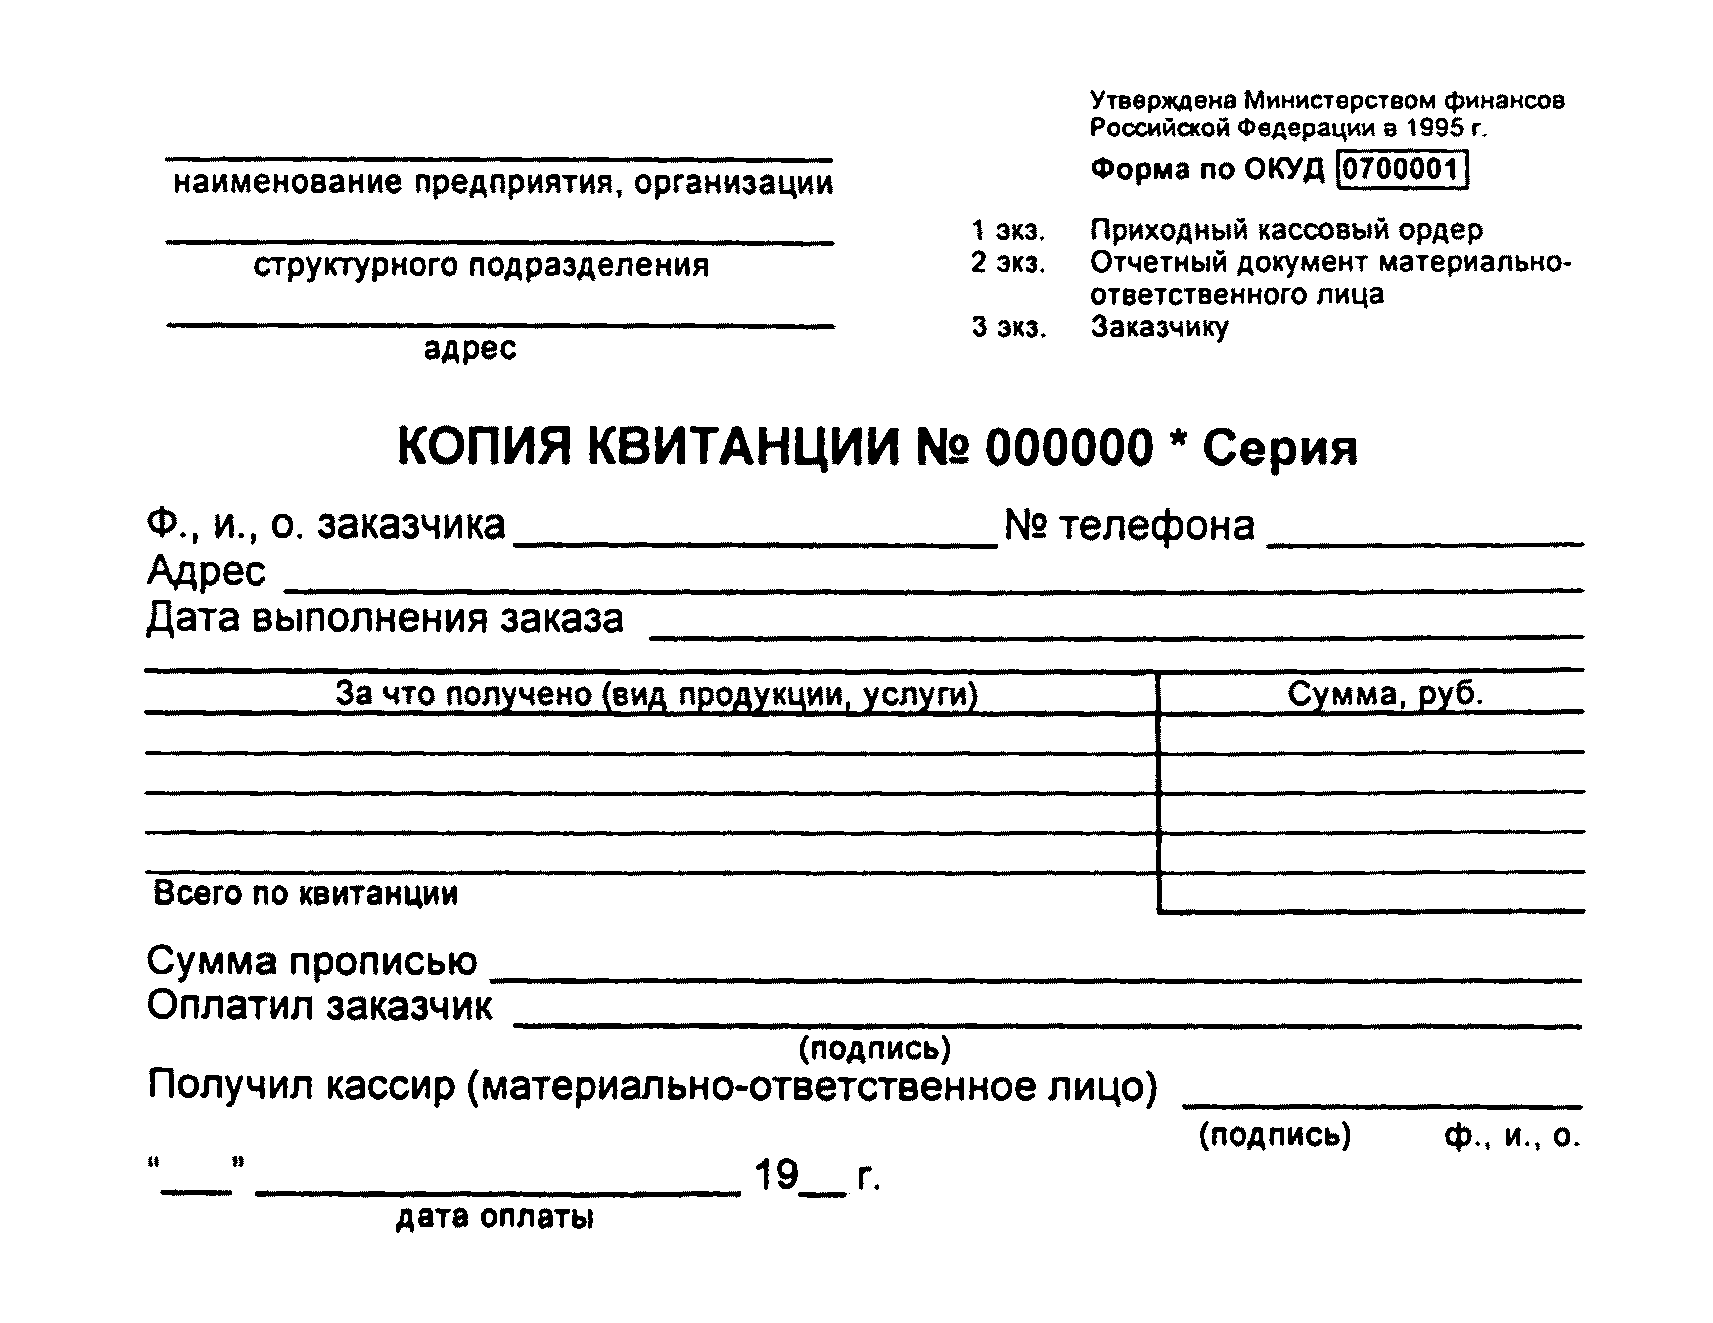 Утверждена Министерством финансов
Российской Федерации в 1995 г.
Форма по ОКУД 0700001
наименование предприятия, организации
структурного подразделения
адрес
1 экз. Приходный кассовый ордер
2 экз. Отчетный документ материально-
ответственного лица
3 экз. Заказчику
КОПИЯ КВИТАНЦИИ № 000000 * Серия
Ф., и., о. заказчика № телефона
Адрес
Дата выполнения заказа
За что получено (вид продукции, услуги) Сумма, руб.
Всего по квитанции
Сумма прописью
Оплатил заказчик
(подпись)
Получил кассир (материально-ответственное лицо)
(подпись) ф., и., о.
"___" ____________ 19__ г.
дата оплаты